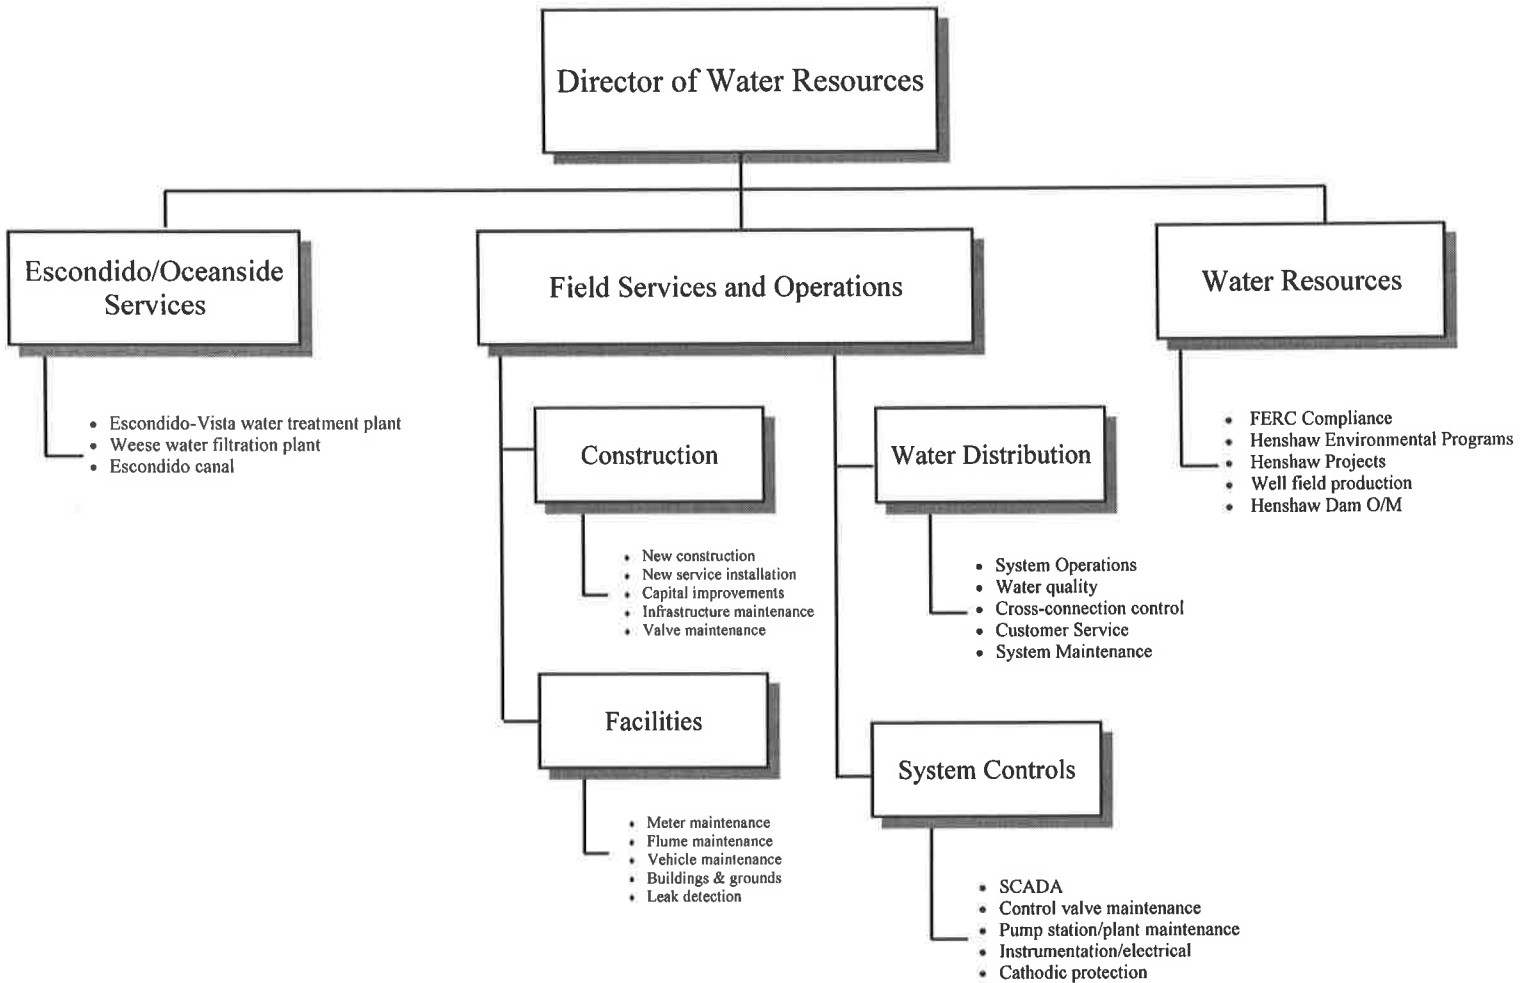 Director of Water Resources
Escondido/Oceanside
Services
• Escondido-Vista water treatment plant
• Weese water filtration plant
• Escondido canal
Field Services and Operations
Construction
• New construction
• New service installation
• Capital improvements
• Infrastructure maintenance
• Valve maintenance
Facilities
• Meter maintenance
• Flume maintenance
• Vehicle maintenance
• Buildings & grounds
• Leak detection
Water Distribution
• System Operations
• Water quality
• Cross-connection control
• Customer Service
• System Maintenance
System Controls
• SCADA
• Control valve maintenance
• Pump station/plant maintenance
• Instrumentation/electrical
• Cathodic protection
Water Resources
• FERC Compliance
• Henshaw Environmental Programs
• Henshaw Projects
• Well field production
• Henshaw Dam O/M